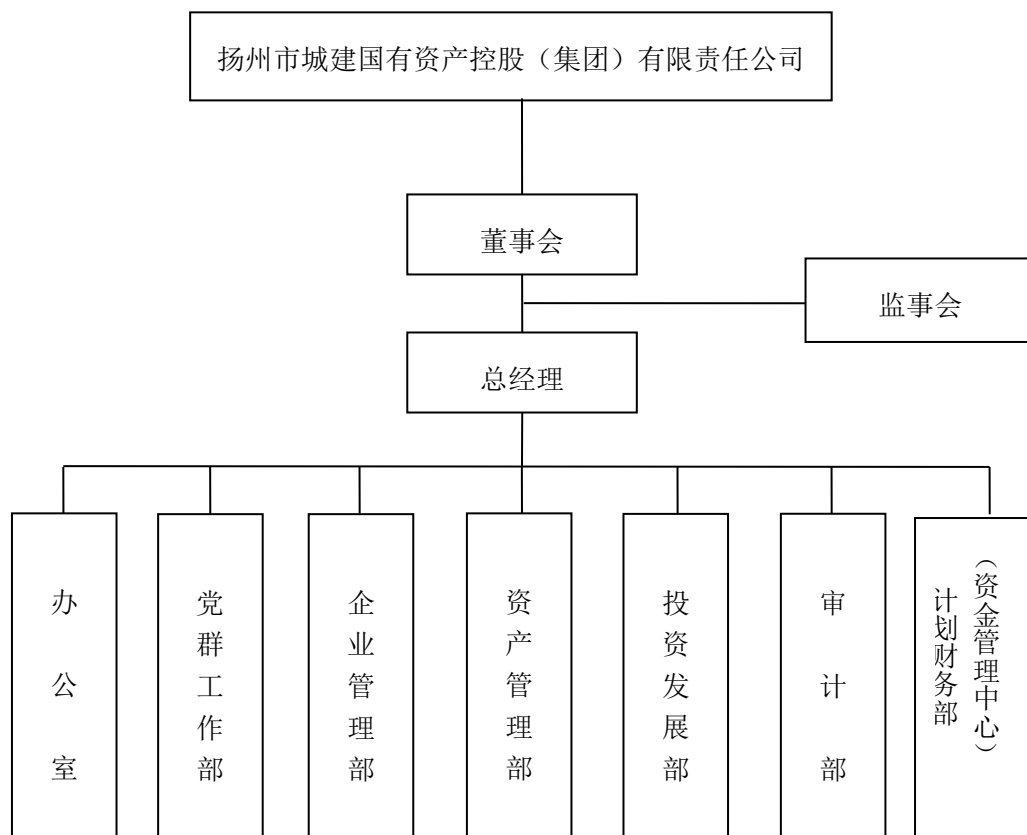 扬州市城建国有资产控股（集团）有限责任公司
董事会
监事会
总经理
办公室
党群工作部
企业管理部
资产管理部
投资发展部
审计部
计划财务部
（资金管理中心）